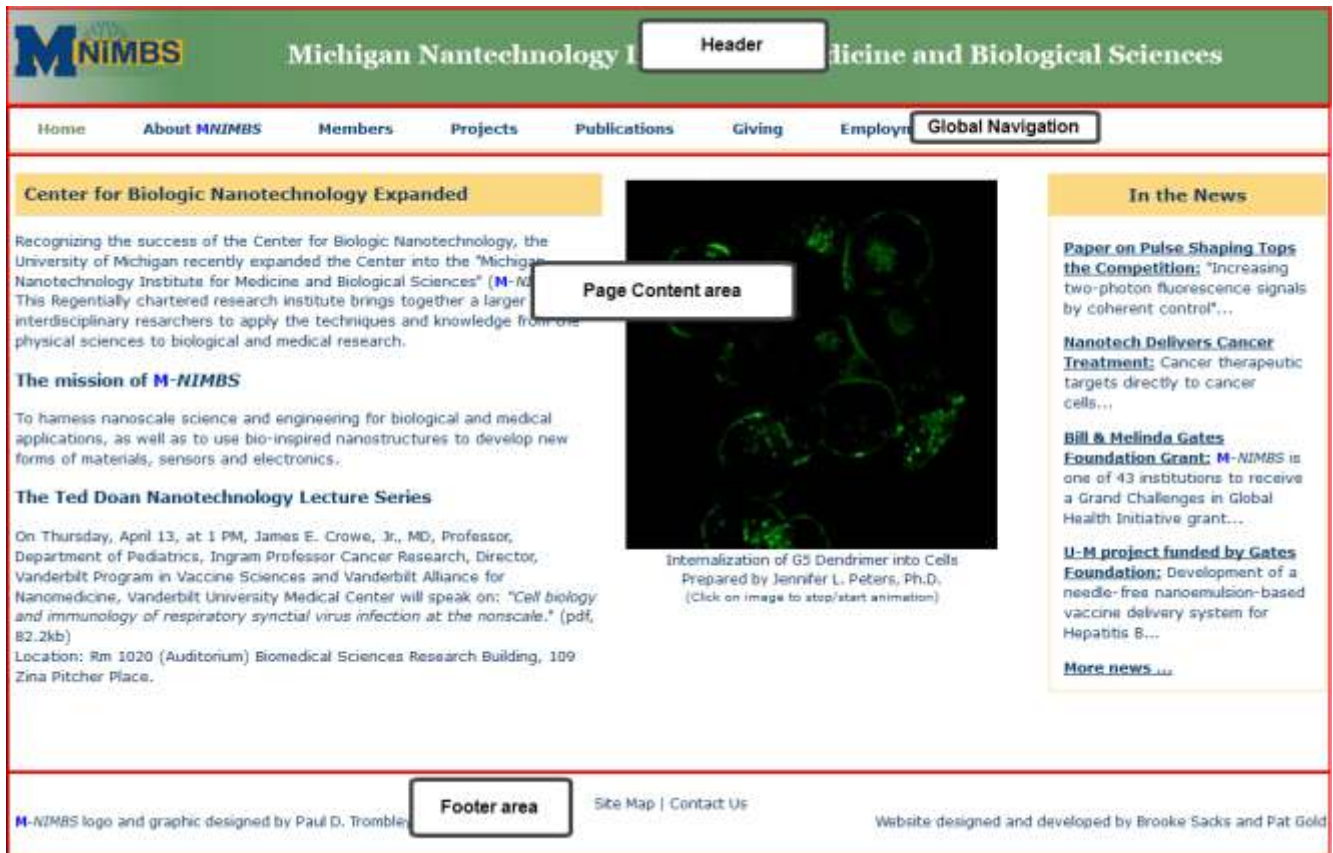 MNIMBS
Michigan Nantechnology I
Header
dicine and Biological Sciences
Home About MNIMBS Members Projects Publications Giving Employm
Global Navigation
Center for Biologic Nanotechnology Expanded
Recognizing the success of the Center for Biologic Nanotechnology, the
University of Michigan recently expanded the Center into the "Michigan
Nanotechnology Institute for Medicine and Biological Sciences" (M-NI
This Regentially chartered research institute brings together a larger
interdisciplinary resarchers to apply the techniques and knowledge from the
physical sciences to biological and medical research.
The mission of M-NIMBS
To harness nanoscale science and engineering for biological and medical
applications, as well as to use bio-inspired nanostructures to develop new
forms of materials, sensors and electronics.
The Ted Doan Nanotechnology Lecture Series
On Thursday, April 13, at 1 PM, James E. Crowe, Jr., MD, Professor,
Department of Pediatrics, Ingram Professor Cancer Research, Director,
Vanderbilt Program in Vaccine Sciences and Vanderbilt Alliance for
Nanomedicine, Vanderbilt University Medical Center will speak on: "Cell biology
and immunology of respiratory synctial virus infection at the nonscale." (pdf,
82.2kb)
Location: Rm 1020 (Auditorium) Biomedical Sciences Research Building, 109
Zina Pitcher Place.
Page Content area
Internalization of G5 Dendrimer into Cells
Prepared by Jennifer L. Peters, Ph.D.
(Click on image to stop/start animation)
In the News
Paper on Pulse Shaping Tops
the Competition: "Increasing
two-photon fluorescence signals
by coherent control"...
Nanotech Delivers Cancer
Treatment: Cancer therapeutic
targets directly to cancer
cells...
Bill & Melinda Gates
Foundation Grant: M-NIMBS is
one of 43 institutions to receive
a Grand Challenges in Global
Health Initiative grant...
U-M project funded by Gates
Foundation: Development of a
needle-free nanoemulsion-based
vaccine delivery system for
Hepatitis B...
More news ...
Footer area
Site Map | Contact Us
M-NIMBS logo and graphic designed by Paul D. Trombley
Website designed and developed by Brooke Sacks and Pat Gold